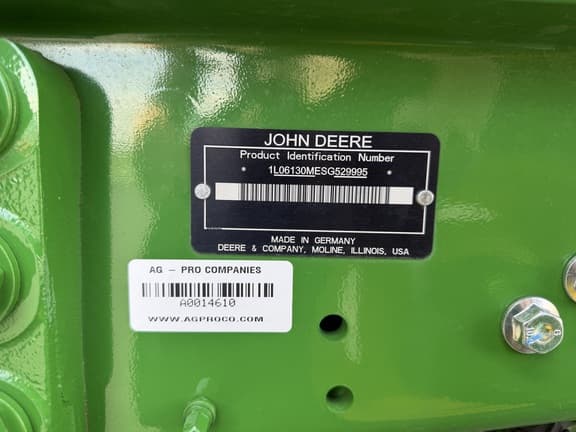 JOHN DEERE
Product Identification Number
*1L06130MESG529995*
MADE IN GERMANY
DEERE & COMPANY, MOLINE, ILLINOIS, USA
AG – PRO COMPANIES
A0014610
WWW.AGPROCO.COM